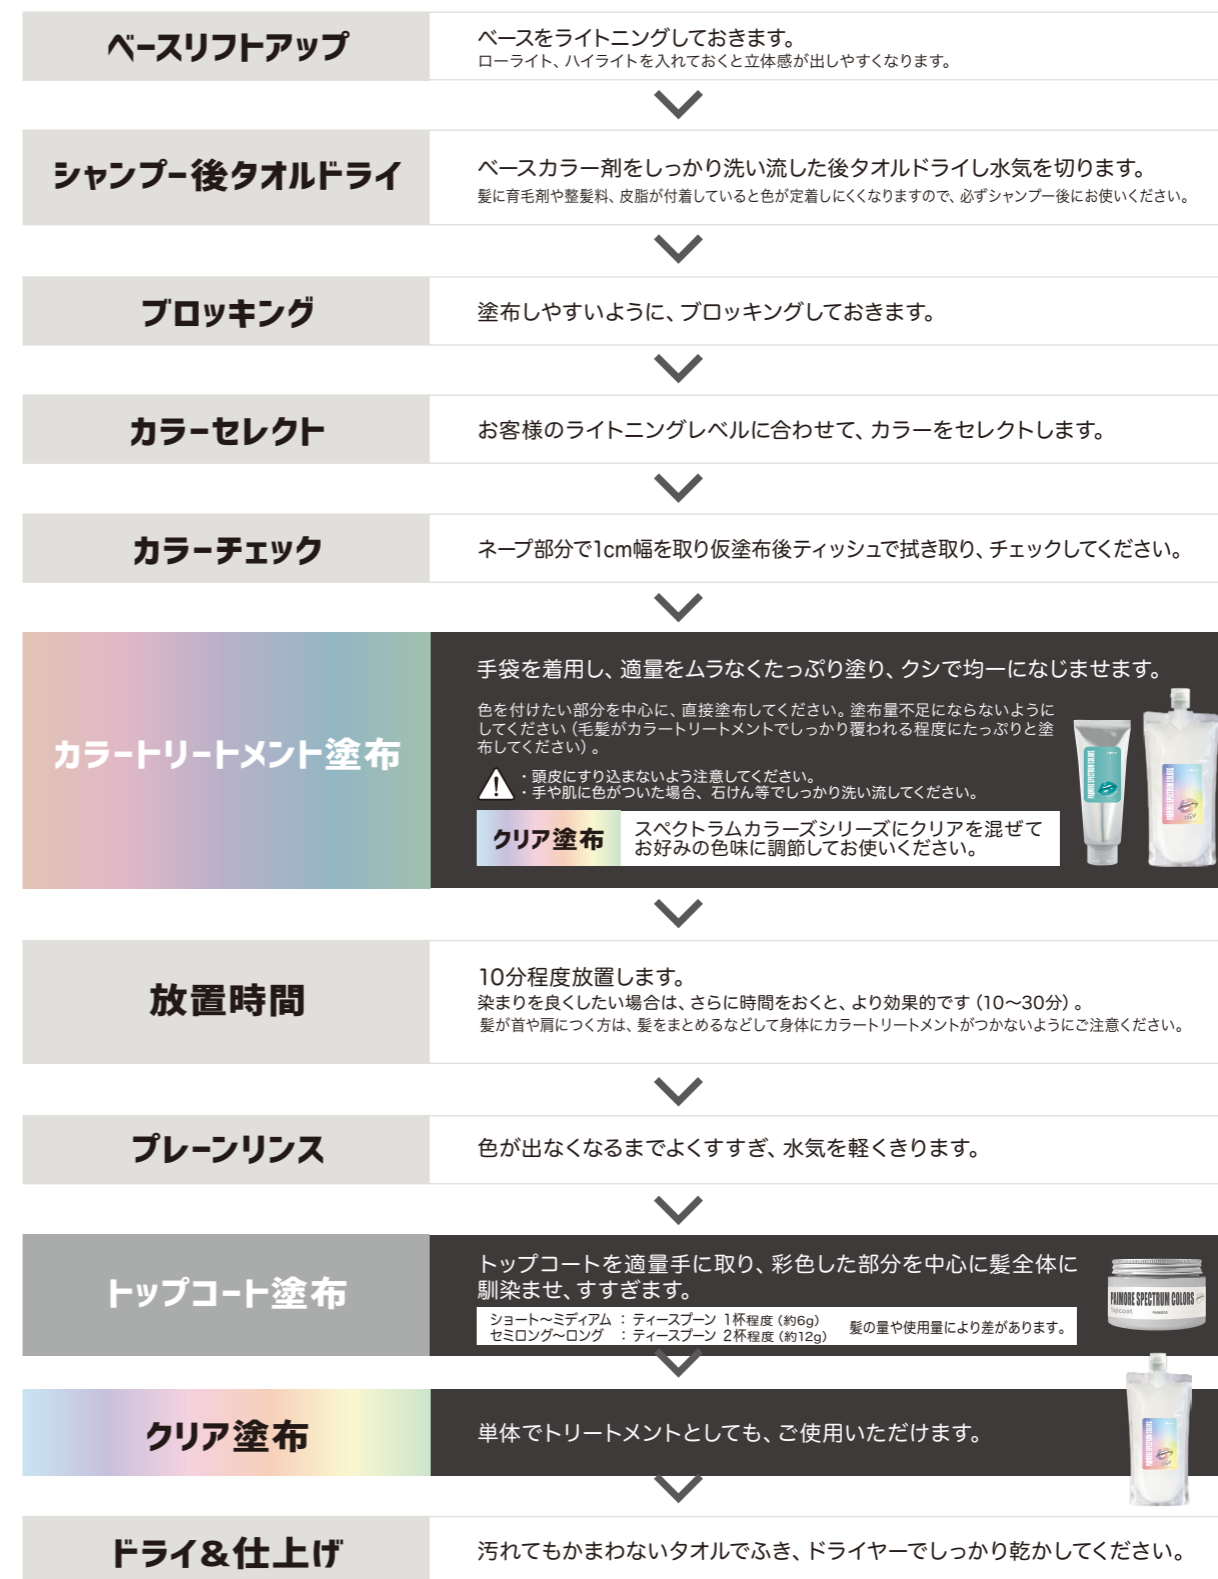 ベースリフトアップ
ベースをライトニングしておきます。
ローライト、ハイライトを入れておくと立体感が出しやすくなります。
シャンプー後タオルドライ
ベースカラー剤をしっかり洗い流した後タオルドライし水気を切ります。
髪に育毛剤や整髪料、皮脂が付着していると色が定着しにくくなりますので、必ずシャンプー後にお使いください。
ブロッキング
塗布しやすいように、ブロッキングしておきます。
カラーセレクト
お客様のライトニングレベルに合わせて、カラーをセレクトします。
カラーチェック
ネープ部分で1cm幅を取り仮塗布後ティッシュで拭き取り、チェックしてください。
カラートリートメント塗布
手袋を着用し、適量をムラなくたっぷり塗り、クシで均一になじませます。
色を付けたい部分を中心に、直接塗布してください。塗布量不足にならないように
してください（毛髪がカラートリートメントでしっかり覆われる程度にたっぷりと塗
布してください）。
・頭皮にすり込まないよう注意してください。
・手や肌に色がついた場合、石けん等でしっかり洗い流してください。
クリア塗布
スペクトラムカラーズシリーズにクリアを混ぜて
お好みの色味に調節してお使いください。
PAIMORE SPECTRUM COLORS
PAIMORE SPECTRUM COLORS
放置時間
10分程度放置します。
染まりを良くしたい場合は、さらに時間をおくと、より効果的です（10〜30分）。
髪が首や肩につく方は、髪をまとめるなどして身体にカラートリートメントがつかないようにご注意ください。
プレーンリンス
色が出なくなるまでよくすすぎ、水気を軽くきります。
トップコート塗布
トップコートを適量手に取り、彩色した部分を中心に髪全体に
馴染ませ、すすぎます。
ショート〜ミディアム ： ティースプーン 1杯程度（約6g）
セミロング〜ロング ： ティースプーン 2杯程度（約12g）
髪の量や使用量により差があります。
PAIMORE SPECTRUM COLORS
Topcoat
クリア塗布
単体でトリートメントとしても、ご使用いただけます。
PAIMORE SPECTRUM COLORS
ドライ&仕上げ
汚れてもかまわないタオルでふき、ドライヤーでしっかり乾かしてください。